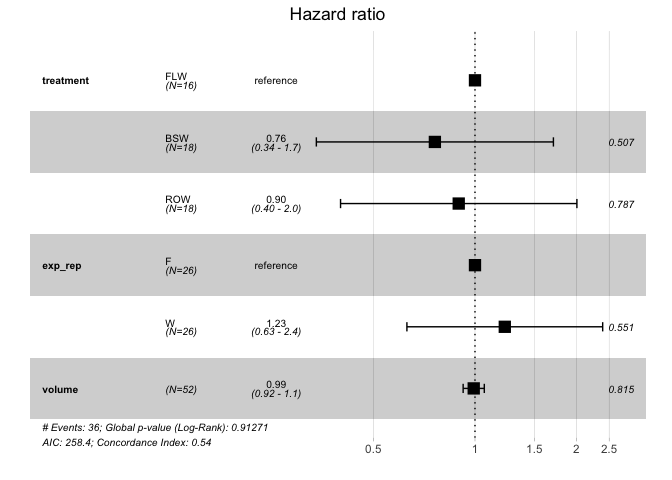 Hazard ratio
treatment FLW reference
(N=16)
BSW 0.76 0.507
(N=18) (0.34 - 1.7)
ROW 0.90 0.787
(N=18) (0.40 - 2.0)
exp_rep F reference
(N=26)
W 1.23 0.551
(N=26) (0.63 - 2.4)
volume (N=52) 0.99 0.815
(0.92 - 1.1)
# Events: 36; Global p-value (Log-Rank): 0.91271
AIC: 258.4; Concordance Index: 0.54
0.5 1 1.5 2 2.5